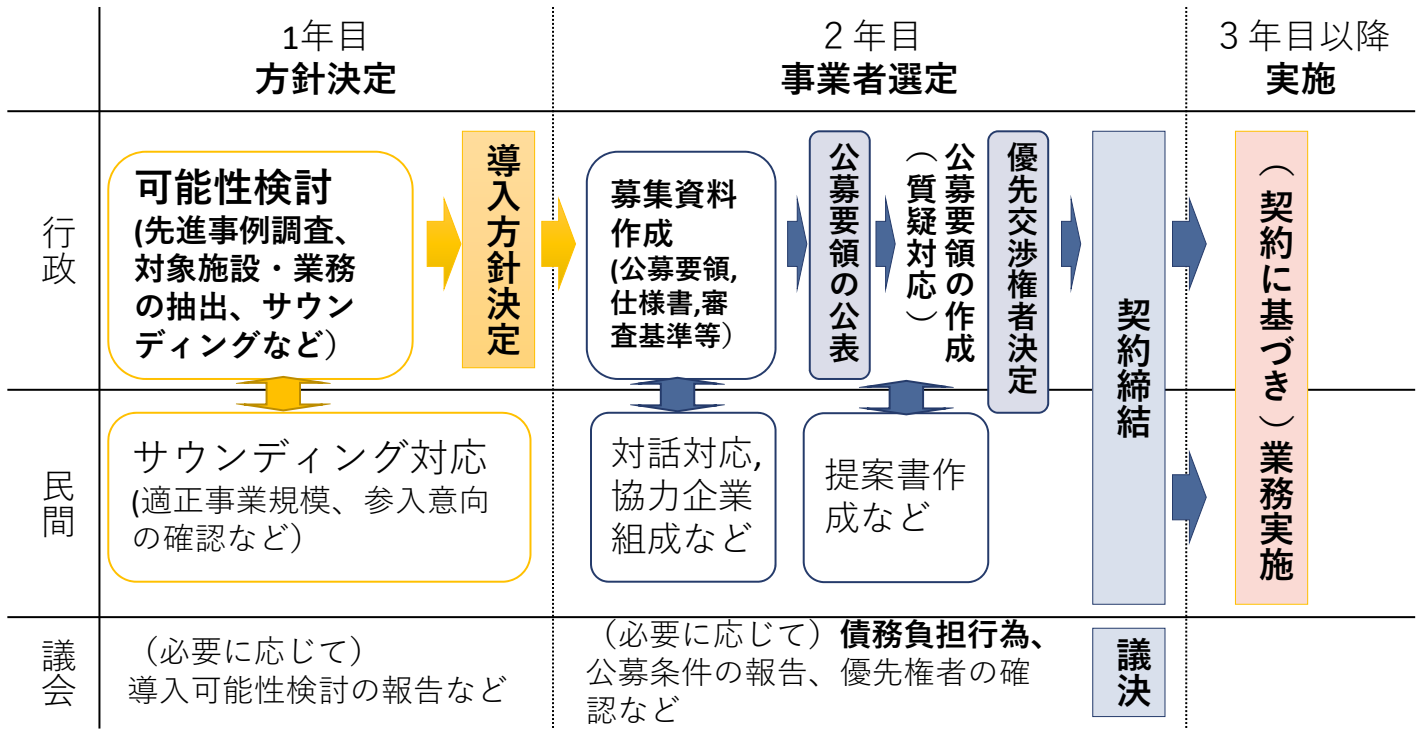 1年目
方針決定
２年目
事業者選定
３年目以降
実施
行政
可能性検討
(先進事例調査、
対象施設・業務
の抽出、サウン
ディングなど）
導入方針決定
募集資料
作成
(公募要領,
仕様書,審
査基準等）
公募要領の公表
公募要領の作成
（質疑対応）
優先交渉権者決定
契約締結
（契約に基づき）業務実施
民間
サウンディング対応
(適正事業規模、参入意向
の確認など）
対話対応,
協力企業
組成など
提案書作
成など
議会
（必要に応じて）
導入可能性検討の報告など
（必要に応じて）債務負担行為、
公募条件の報告、優先権者の確
認など
議決